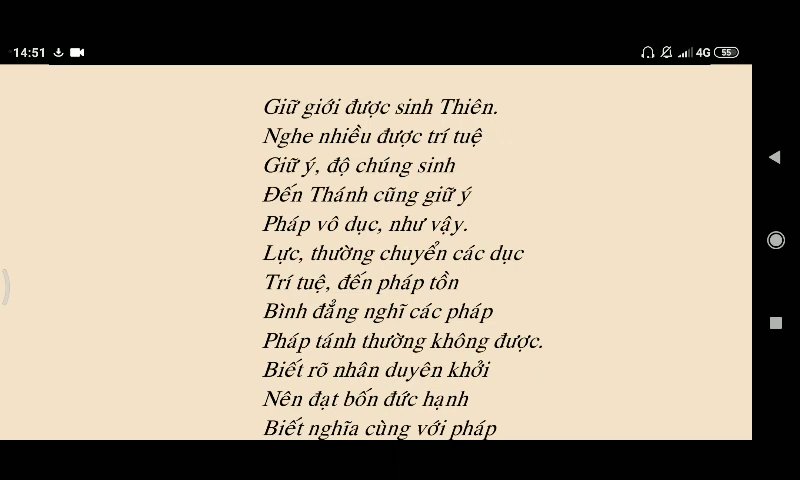 14:51
4G 55
Giữ giới được sinh Thiên.
Nghe nhiều được trí tuệ
Giữ ý, độ chúng sinh
Đến Thánh cũng giữ ý
Pháp vô dục, như vậy.
Lực, thường chuyển các dục
Trí tuệ, đến pháp tồn
Bình đẳng nghĩ các pháp
Pháp tánh thường không được.
Biết rõ nhân duyên khởi
Nên đạt bốn đức hạnh
Biết nghĩa cùng với pháp